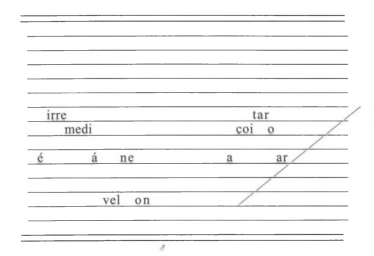 irre tar
medi çoi o
é á ne a ar
vel on